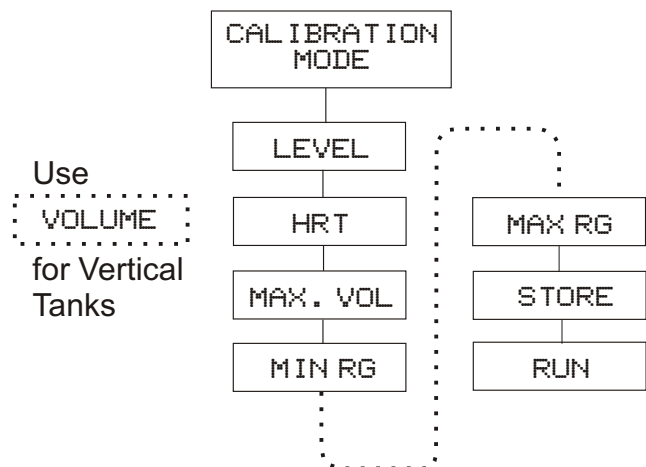 CALIBRATION
MODE
LEVEL
Use
VOLUME
for Vertical
Tanks
HRT
MAX. VOL
MIN RG
MAX RG
STORE
RUN